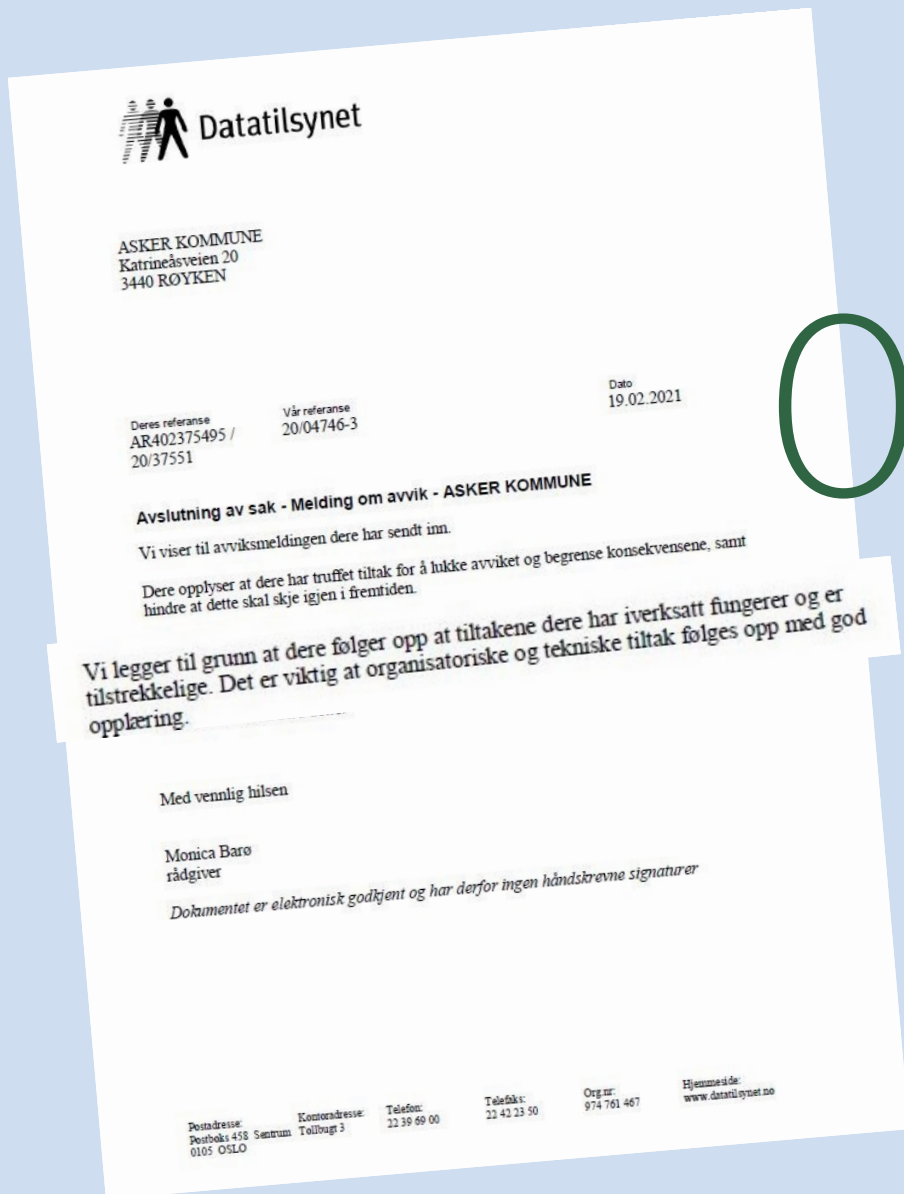 Datatilsynet
ASKER KOMMUNE
Katrineåsveien 20
3440 RØYKEN
Deres referanse
AR402375495 /
20/37551
Vår referanse
20/04746-3
Dato
19.02.2021
Avslutning av sak - Melding om avvik - ASKER KOMMUNE
Vi viser til avviksmeldingen dere har sendt inn.
Dere opplyser at dere har truffet tiltak for å lukke avviket og begrense konsekvensene, samt
hindre at dette skal skje igjen i fremtiden.
Vi legger til grunn at dere følger opp at tiltakene dere har iverksatt fungerer og er
tilstrekkelige. Det er viktig at organisatoriske og tekniske tiltak følges opp med god
opplæring.
Med vennlig hilsen
Monica Barø
rådgiver
Dokumentet er elektronisk godkjent og har derfor ingen håndskrevne signaturer
Postadresse:
Postboks 458 Sentrum
0105 OSLO
Kontoradresse:
Tollbugt 3
Telefon:
22 39 69 00
Telefaks:
22 42 23 50
Org.nr:
974 761 467
Hjemmeside:
www.datatilsynet.no
0